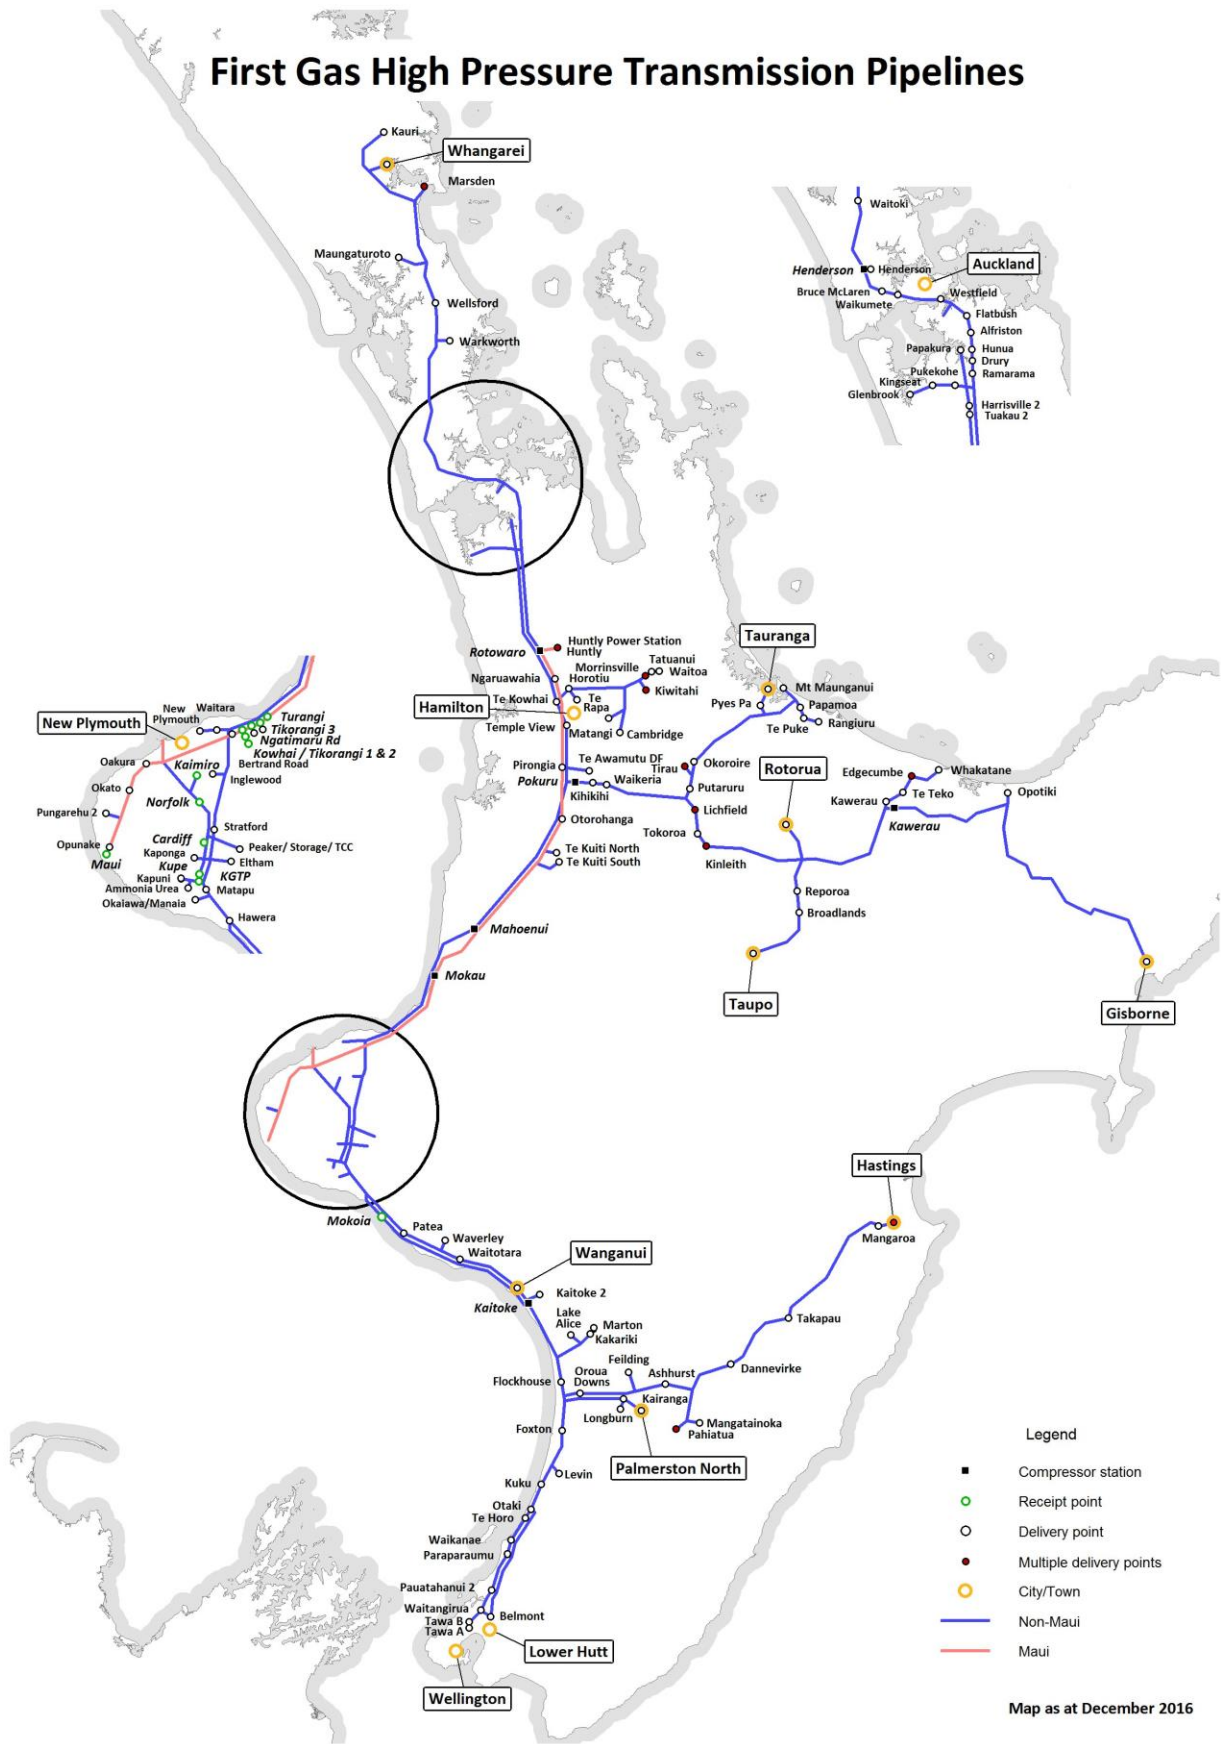 First Gas High Pressure Transmission Pipelines
Kauri
Whangarei
Marsden
Maungaturoto
Wellsford
Warkworth
Waitoki
Henderson
Henderson
Auckland
Bruce McLaren
Waikumete
Westfield
Flatbush
Alfriston
Papakura
Hunua
Drury
Pukekohe
Ramarama
Kingseat
Glenbrook
Harrisville 2
Tuakau 2
Rotowaro
Huntly Power Station
Huntly
Tatuanui
Morrinsville
Waitoa
Ngaruawahia
Horotiu
Kiwitahi
Te Kowhai
Te
Rapa
Hamilton
Temple View
Matangi
Cambridge
Tauranga
Mt Maunganui
Pyes Pa
Papamoa
Te Puke
Rangiuru
Pirongia
Te Awamutu DF
Pokuru
Waikeria
Kihikihi
Tirau
Okoroire
Putaruru
Lichfield
Tokoroa
Kinleith
Otorohanga
Te Kuiti North
Te Kuiti South
Rotorua
Edgecumbe
Whakatane
Te Teko
Kawerau
Kawerau
Opotiki
Reporoa
Broadlands
Taupo
Gisborne
Mahoenui
Mokau
New Plymouth
New
Plymouth
Waitara
Turangi
Tikorangi 3
Ngatimaru Rd
Kowhai / Tikorangi 1 & 2
Oakura
Kaimiro
Bertrand Road
Inglewood
Okato
Norfolk
Pungarehu 2
Stratford
Cardiff
Opunake
Peaker/ Storage/ TCC
Maui
Kaponga
Eltham
Kupe
Kapuni
KGTP
Ammonia Urea
Matapu
Okaiawa/Manaia
Hawera
Mokoia
Patea
Waverley
Waitotara
Wanganui
Kaitoke
Kaitoke 2
Lake
Alice
Marton
Kakariki
Hastings
Mangaroa
Takapau
Dannevirke
Feilding
Ashhurst
Flockhouse
Oroua
Downs
Kairanga
Longburn
Mangatainoka
Pahiatua
Foxton
Palmerston North
Levin
Kuku
Otaki
Te Horo
Waikanae
Paraparaumu
Pauatahanui 2
Waitangirua
Belmont
Tawa B
Tawa A
Lower Hutt
Wellington
Legend
Compressor station
Receipt point
Delivery point
Multiple delivery points
City/Town
Non-Maui
Maui
Map as at December 2016